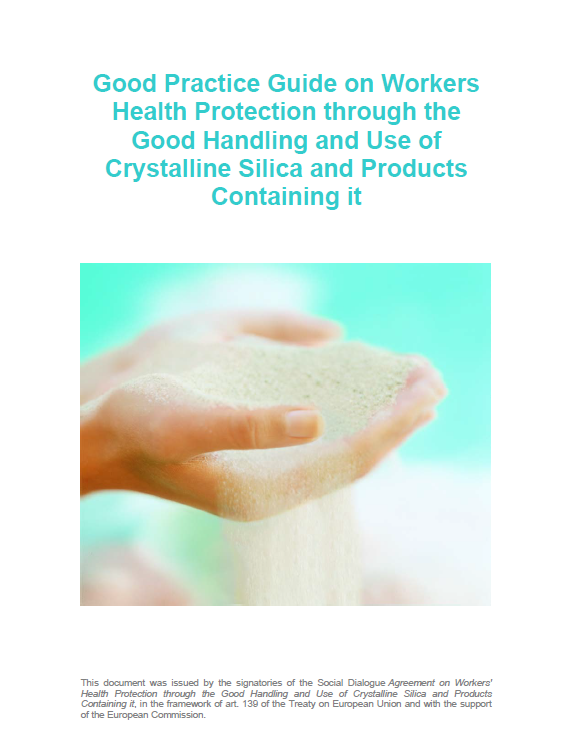 Good Practice Guide on Workers
Health Protection through the
Good Handling and Use of
Crystalline Silica and Products
Containing it
This document was issued by the signatories of the Social Dialogue Agreement on Workers'
Health Protection through the Good Handling and Use of Crystalline Silica and Products
Containing it, in the framework of art. 139 of the Treaty on European Union and with the support
of the European Commission.